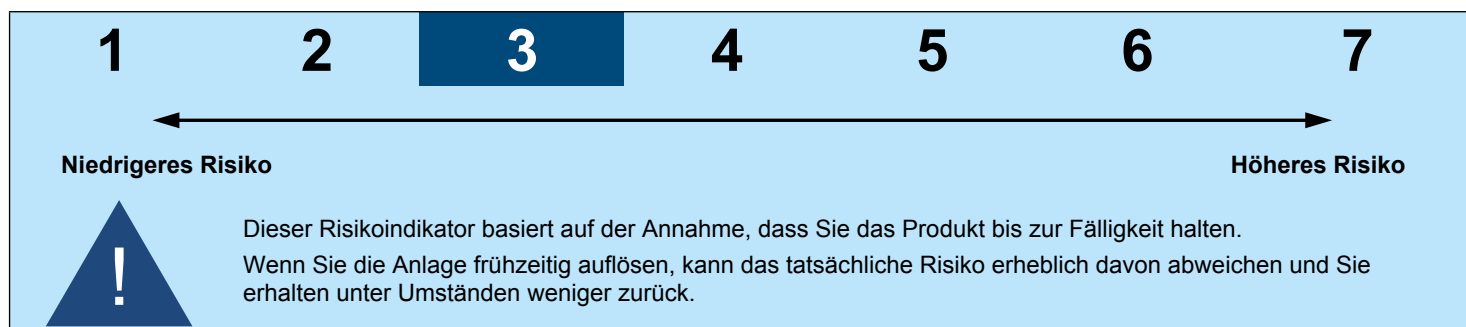 1 2 3 4 5 6 7
Niedrigeres Risiko Höheres Risiko
!
Dieser Risikoindikator basiert auf der Annahme, dass Sie das Produkt bis zur Fälligkeit halten.
Wenn Sie die Anlage frühzeitig auflösen, kann das tatsächliche Risiko erheblich davon abweichen und Sie
erhalten unter Umständen weniger zurück.